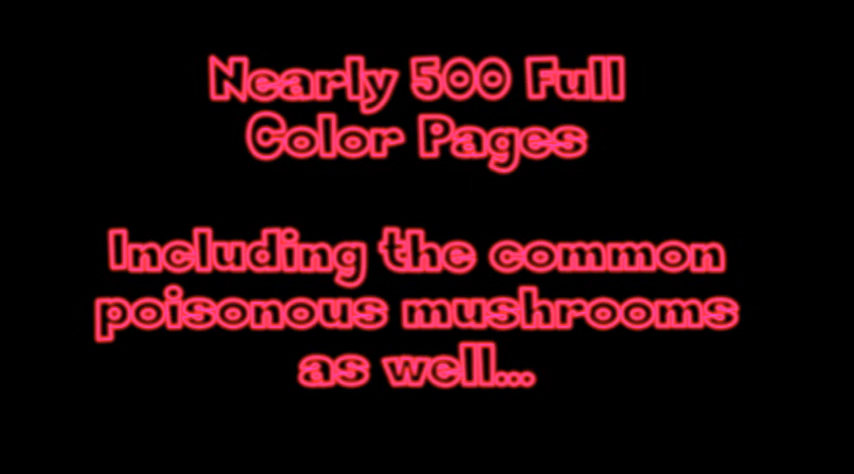 Nearly 500 Full
Color Pages
Including the common
poisonous mushrooms
as well...